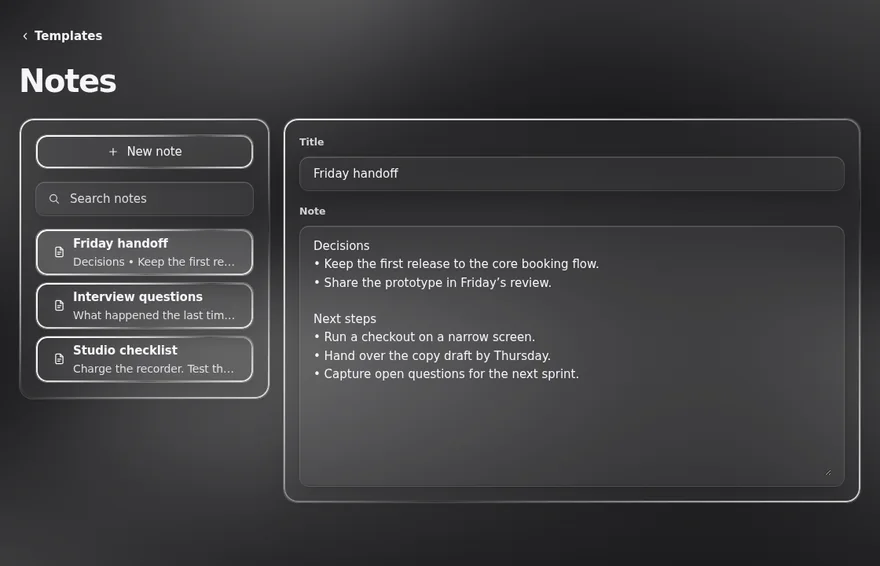 Templates
Notes
New note
Search notes
Friday handoff
Decisions • Keep the first re…
Interview questions
What happened the last tim…
Studio checklist
Charge the recorder. Test th…
Title
Friday handoff
Note
Decisions
• Keep the first release to the core booking flow.
• Share the prototype in Friday’s review.
Next steps
• Run a checkout on a narrow screen.
• Hand over the copy draft by Thursday.
• Capture open questions for the next sprint.